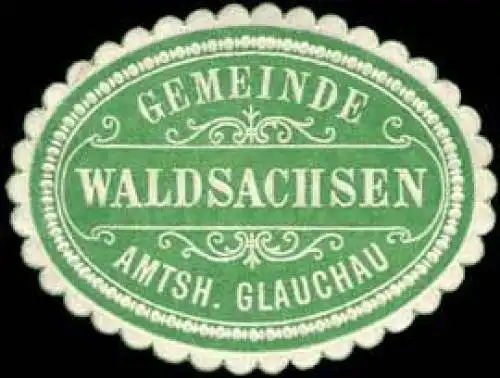 GEMEINDE
WALDSACHSEN
AMTSH. GLAUCHAU